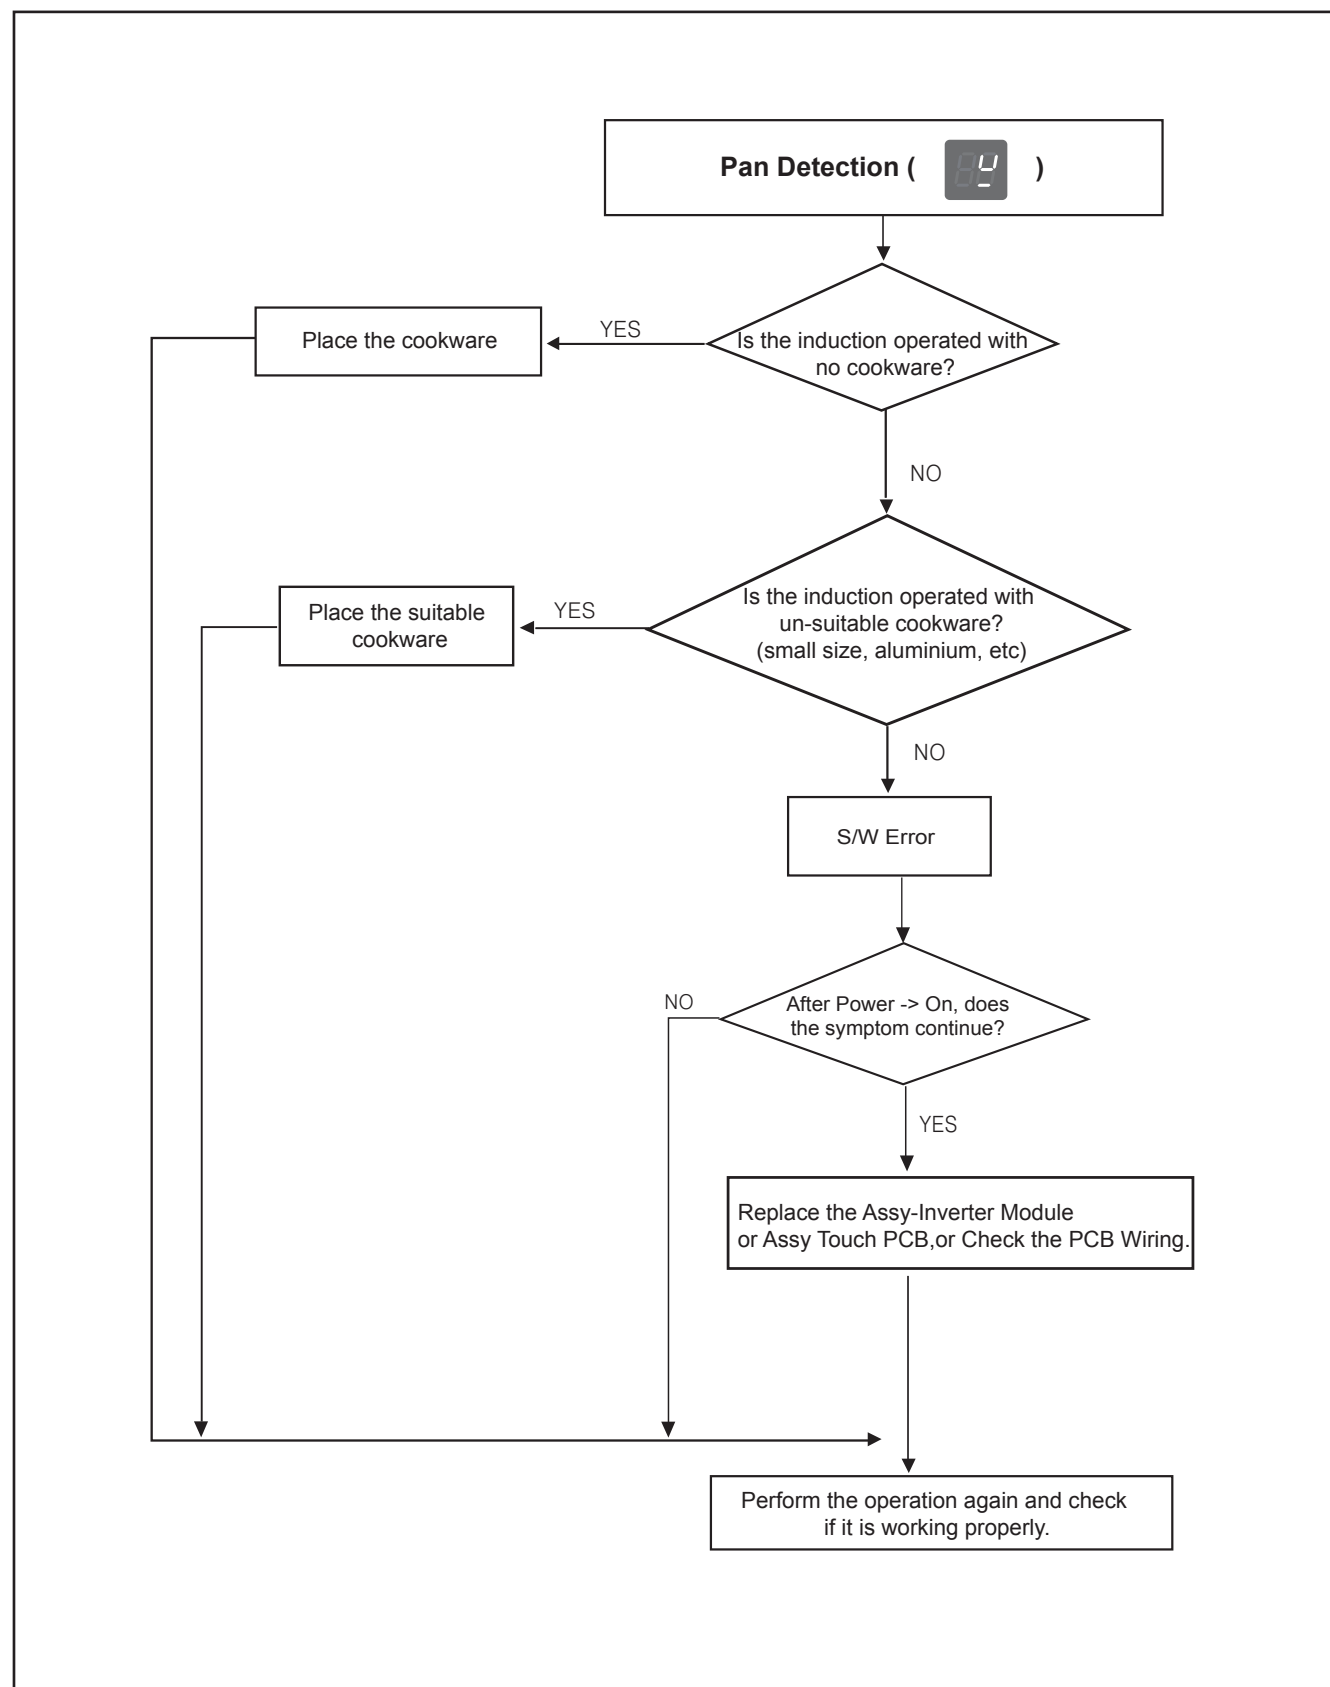 Pan Detection ( )
Is the induction operated with
no cookware?
YES
Place the cookware
NO
Is the induction operated with
un-suitable cookware?
(small size, aluminium, etc)
YES
Place the suitable
cookware
NO
S/W Error
After Power -> On, does
the symptom continue?
NO
YES
Replace the Assy-Inverter Module
or Assy Touch PCB,or Check the PCB Wiring.
Perform the operation again and check
if it is working properly.